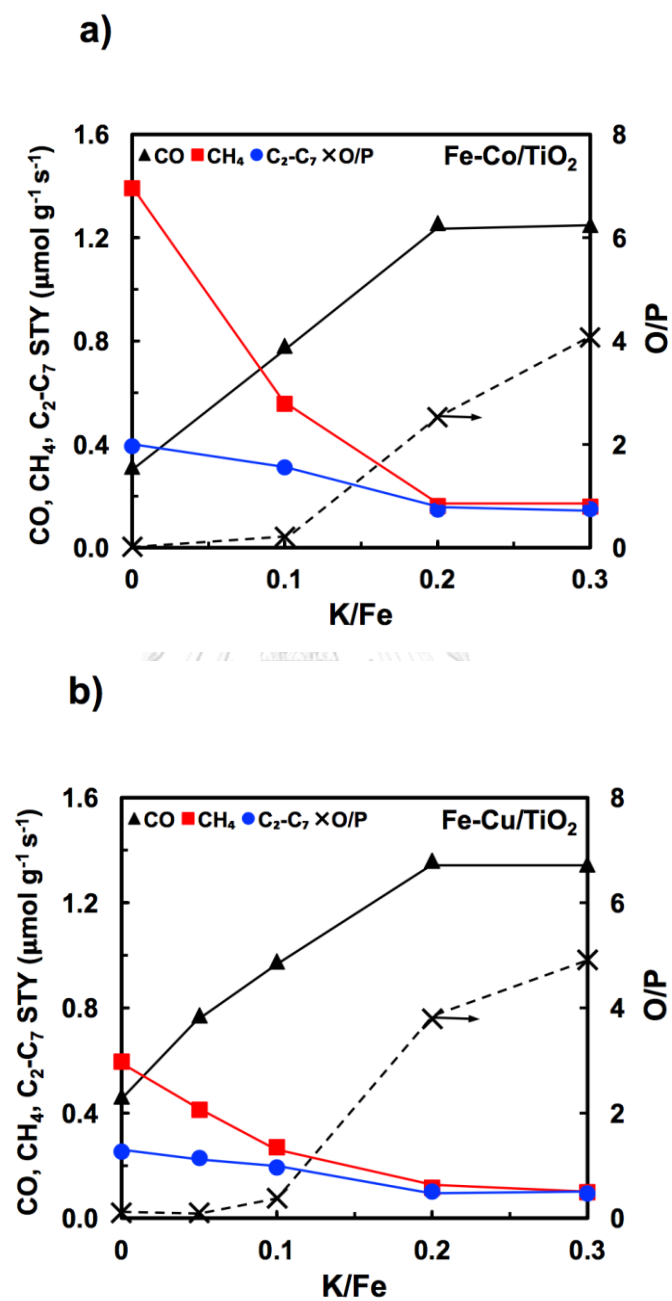 a)
▲CO ■CH₄ ●C₂-C₇ ×O/P Fe-Co/TiO₂
CO, CH₄, C₂-C₇ STY (µmol g⁻¹ s⁻¹)
1.6
1.2
0.8
0.4
0.0
8
6
4
2
0
O/P
0 0.1 0.2 0.3
K/Fe
b)
▲CO ■CH₄ ●C₂-C₇ ×O/P Fe-Cu/TiO₂
CO, CH₄, C₂-C₇ STY (µmol g⁻¹ s⁻¹)
1.6
1.2
0.8
0.4
0.0
8
6
4
2
0
O/P
0 0.1 0.2 0.3
K/Fe